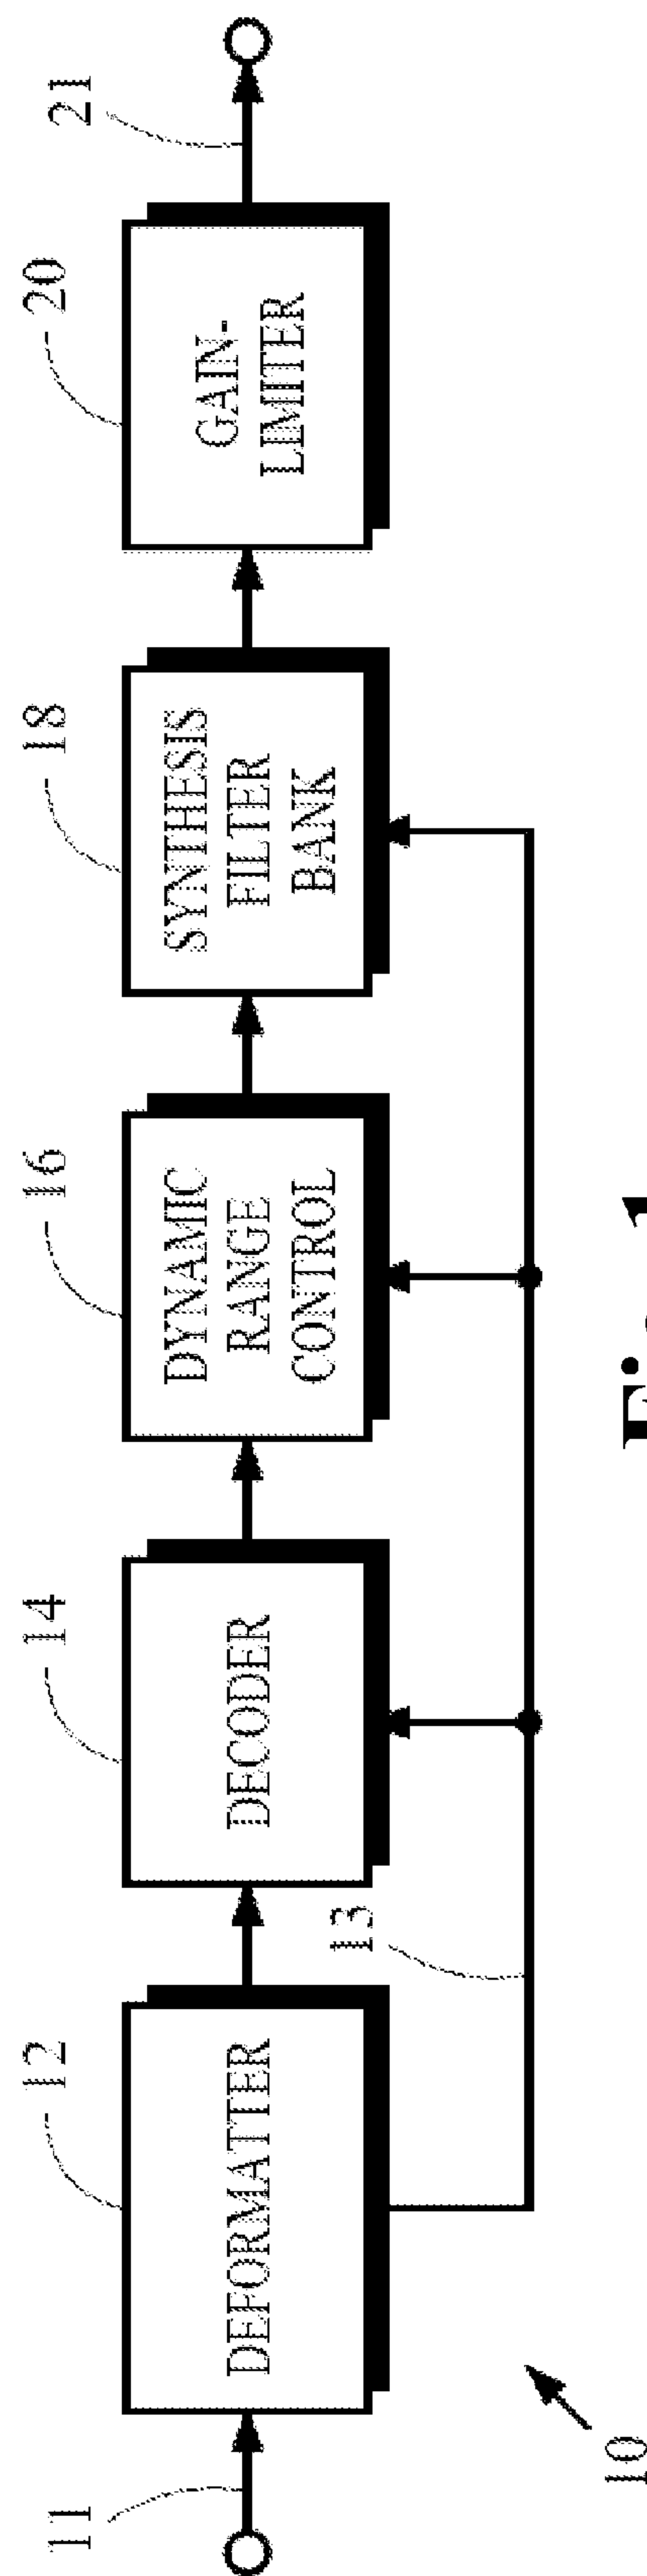 11
12
DEFORMATTER
13
14
DECODER
16
DYNAMIC
RANGE
CONTROL
18
SYNTHESIS
FILTER
BANK
20
GAIN-
LIMITER
21
10